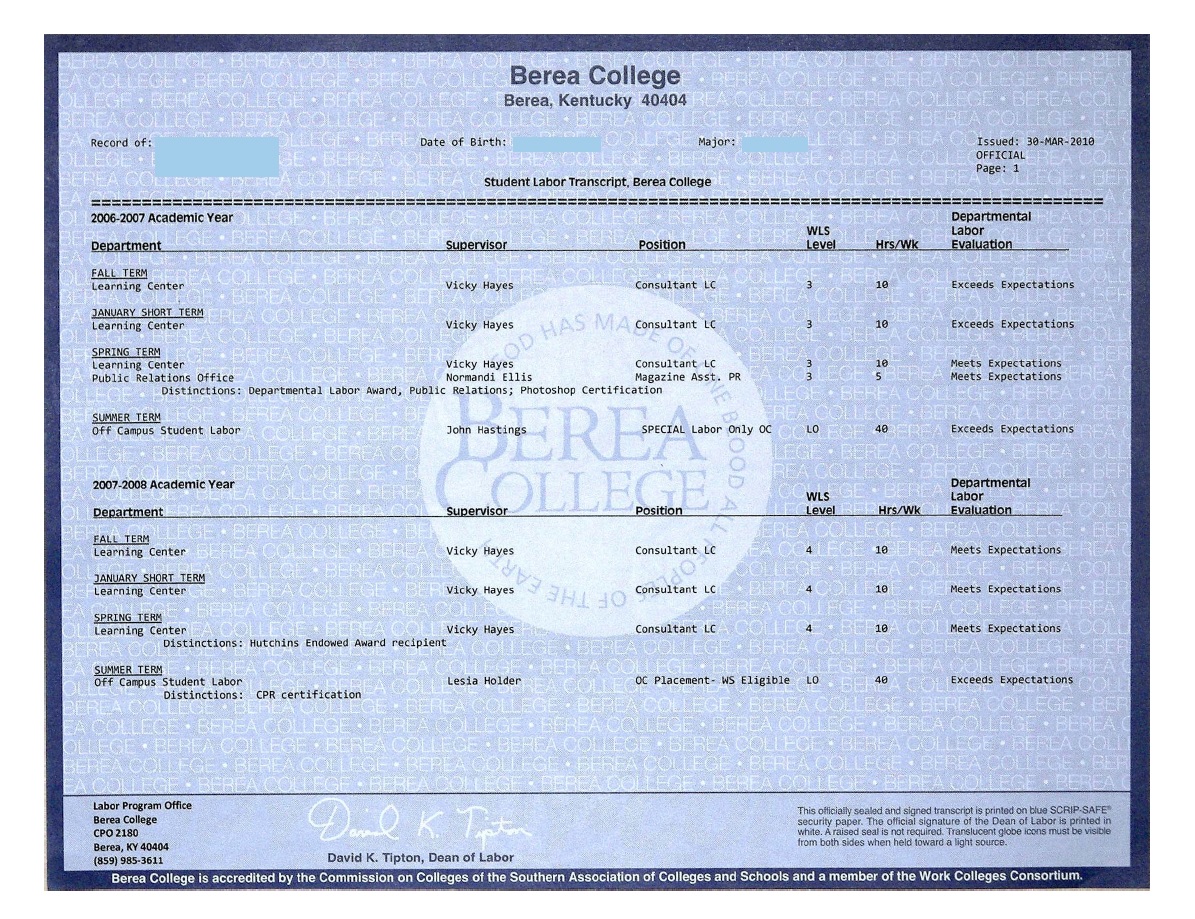 Berea College
Berea, Kentucky 40404
Record of: Date of Birth: Major: Issued: 30-MAR-2010
OFFICIAL
Page: 1
Student Labor Transcript, Berea College
2006-2007 Academic Year
Department Supervisor Position WLS Level Hrs/Wk Departmental Labor Evaluation
FALL TERM
Learning Center Vicky Hayes Consultant LC 3 10 Exceeds Expectations
JANUARY SHORT TERM
Learning Center Vicky Hayes Consultant LC 3 10 Exceeds Expectations
SPRING TERM
Learning Center Vicky Hayes Consultant LC 3 10 Meets Expectations
Public Relations Office Normandi Ellis Magazine Asst. PR 3 5 Meets Expectations
Distinctions: Departmental Labor Award, Public Relations; Photoshop Certification
SUMMER TERM
Off Campus Student Labor John Hastings SPECIAL Labor Only OC LO 40 Exceeds Expectations
2007-2008 Academic Year
Department Supervisor Position WLS Level Hrs/Wk Departmental Labor Evaluation
FALL TERM
Learning Center Vicky Hayes Consultant LC 4 10 Meets Expectations
JANUARY SHORT TERM
Learning Center Vicky Hayes Consultant LC 4 10 Meets Expectations
SPRING TERM
Learning Center Vicky Hayes Consultant LC 4 10 Meets Expectations
Distinctions: Hutchins Endowed Award recipient
SUMMER TERM
Off Campus Student Labor Lesia Holder OC Placement- WS Eligible LO 40 Exceeds Expectations
Distinctions: CPR certification
BEREA COLLEGE
GOD HAS MADE OF ONE BLOOD ALL PEOPLES OF THE EARTH
Labor Program Office
Berea College
CPO 2180
Berea, KY 40404
(859) 985-3611
David K. Tipton
David K. Tipton, Dean of Labor
This officially sealed and signed transcript is printed on blue SCRIP-SAFE®
security paper. The official signature of the Dean of Labor is printed in
white. A raised seal is not required. Translucent globe icons must be visible
from both sides when held toward a light source.
Berea College is accredited by the Commission on Colleges of the Southern Association of Colleges and Schools and a member of the Work Colleges Consortium.